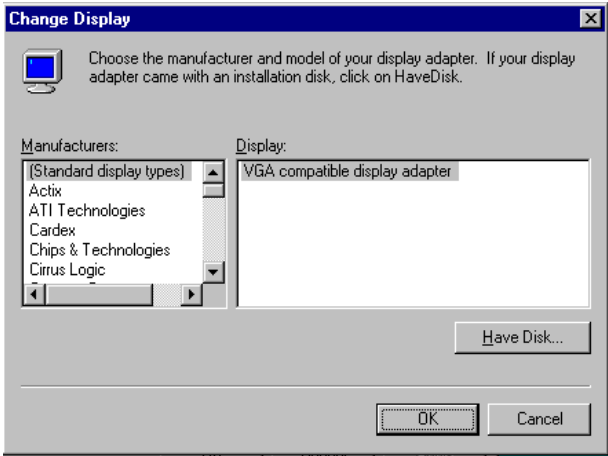 Change Display
Choose the manufacturer and model of your display adapter. If your display
adapter came with an installation disk, click on HaveDisk.
Manufacturers:
(Standard display types)
Actix
ATI Technologies
Cardex
Chips & Technologies
Cirrus Logic
Display:
VGA compatible display adapter
Have Disk...
OK
Cancel